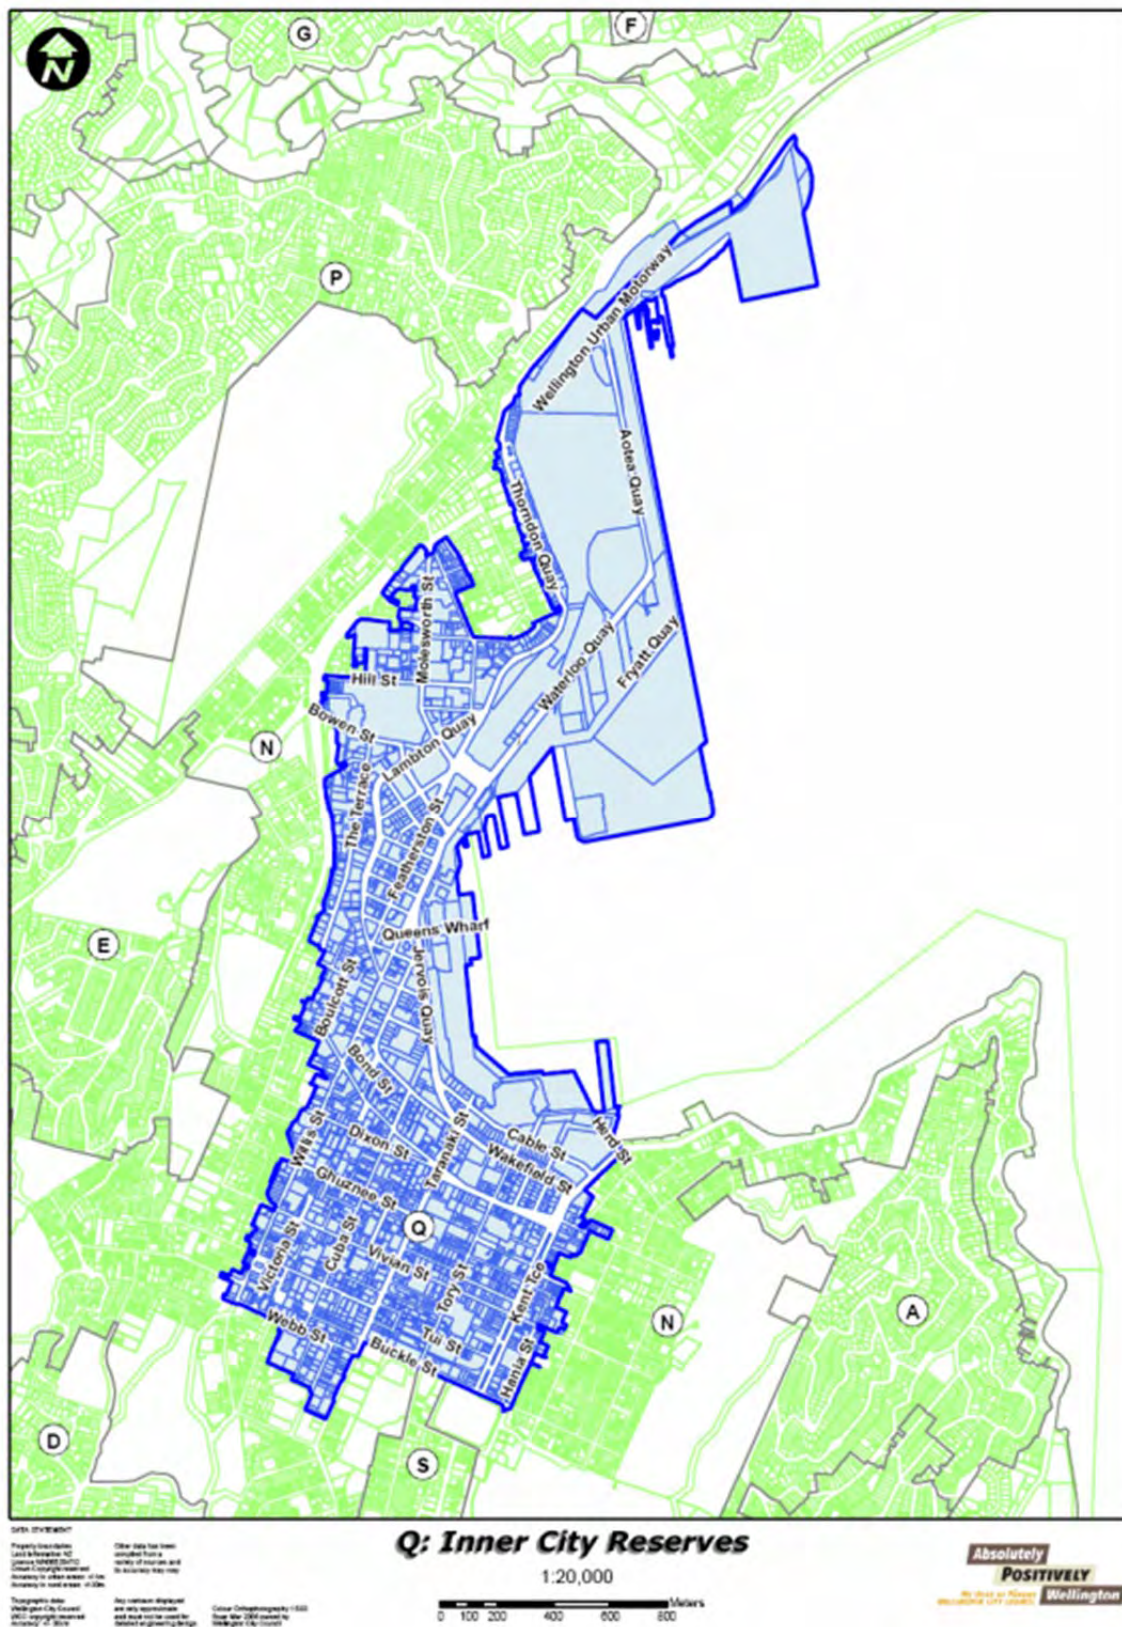 G
F
N
P
Wellington Urban Motorway
Aotea Quay
Thorndon Quay
Molesworth St
Waterloo Quay
Fryatt Quay
Hill St
Bowen St
Lambton Quay
N
The Terrace
Featherston St
Queens Wharf
E
Jervois Quay
Boulcott St
Bond St
Willis St
Dixon St
Taranaki St
Cable St
Herd St
Wakefield St
Ghuznee St
Q
Victoria St
Cuba St
Vivian St
Tory St
Kent Tce
N
A
Webb St
Tui St
Buckle St
Hania St
D
S
DATA STATEMENT
Q: Inner City Reserves
1:20,000
Meters
0 100 200 400 600 800
Absolutely
POSITIVELY
Wellington